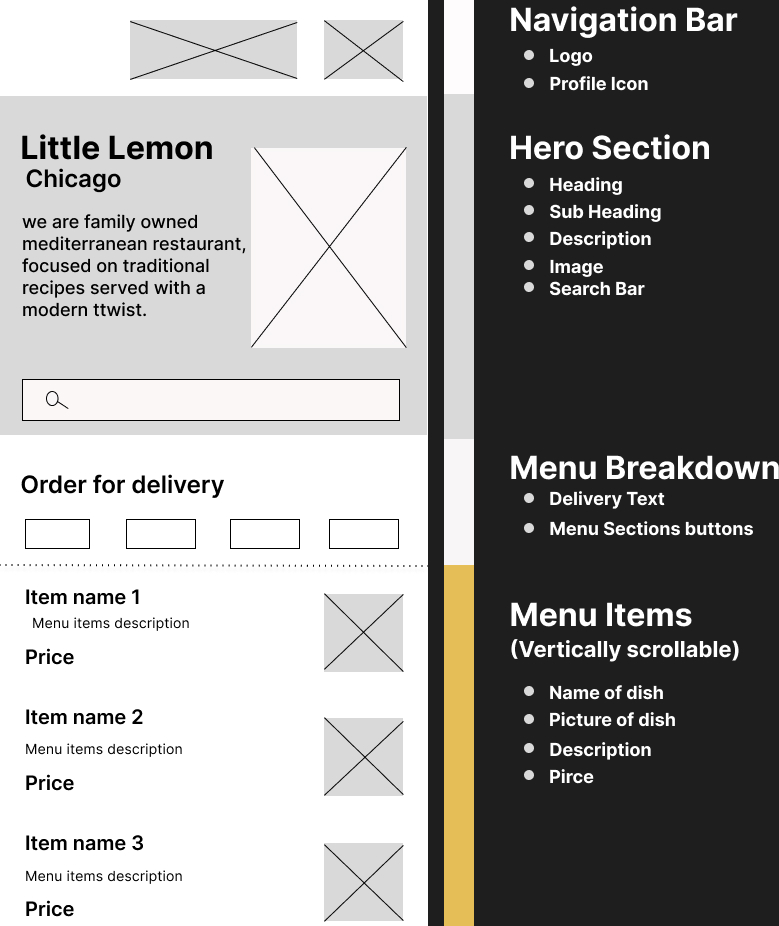 Little Lemon
Chicago
we are family owned
mediterranean restaurant,
focused on traditional
recipes served with a
modern ttwist.
Order for delivery
Item name 1
Menu items description
Price
Item name 2
Menu items description
Price
Item name 3
Menu items description
Price
Navigation Bar
Logo
Profile Icon
Hero Section
Heading
Sub Heading
Description
Image
Search Bar
Menu Breakdown
Delivery Text
Menu Sections buttons
Menu Items
(Vertically scrollable)
Name of dish
Picture of dish
Description
Pirce